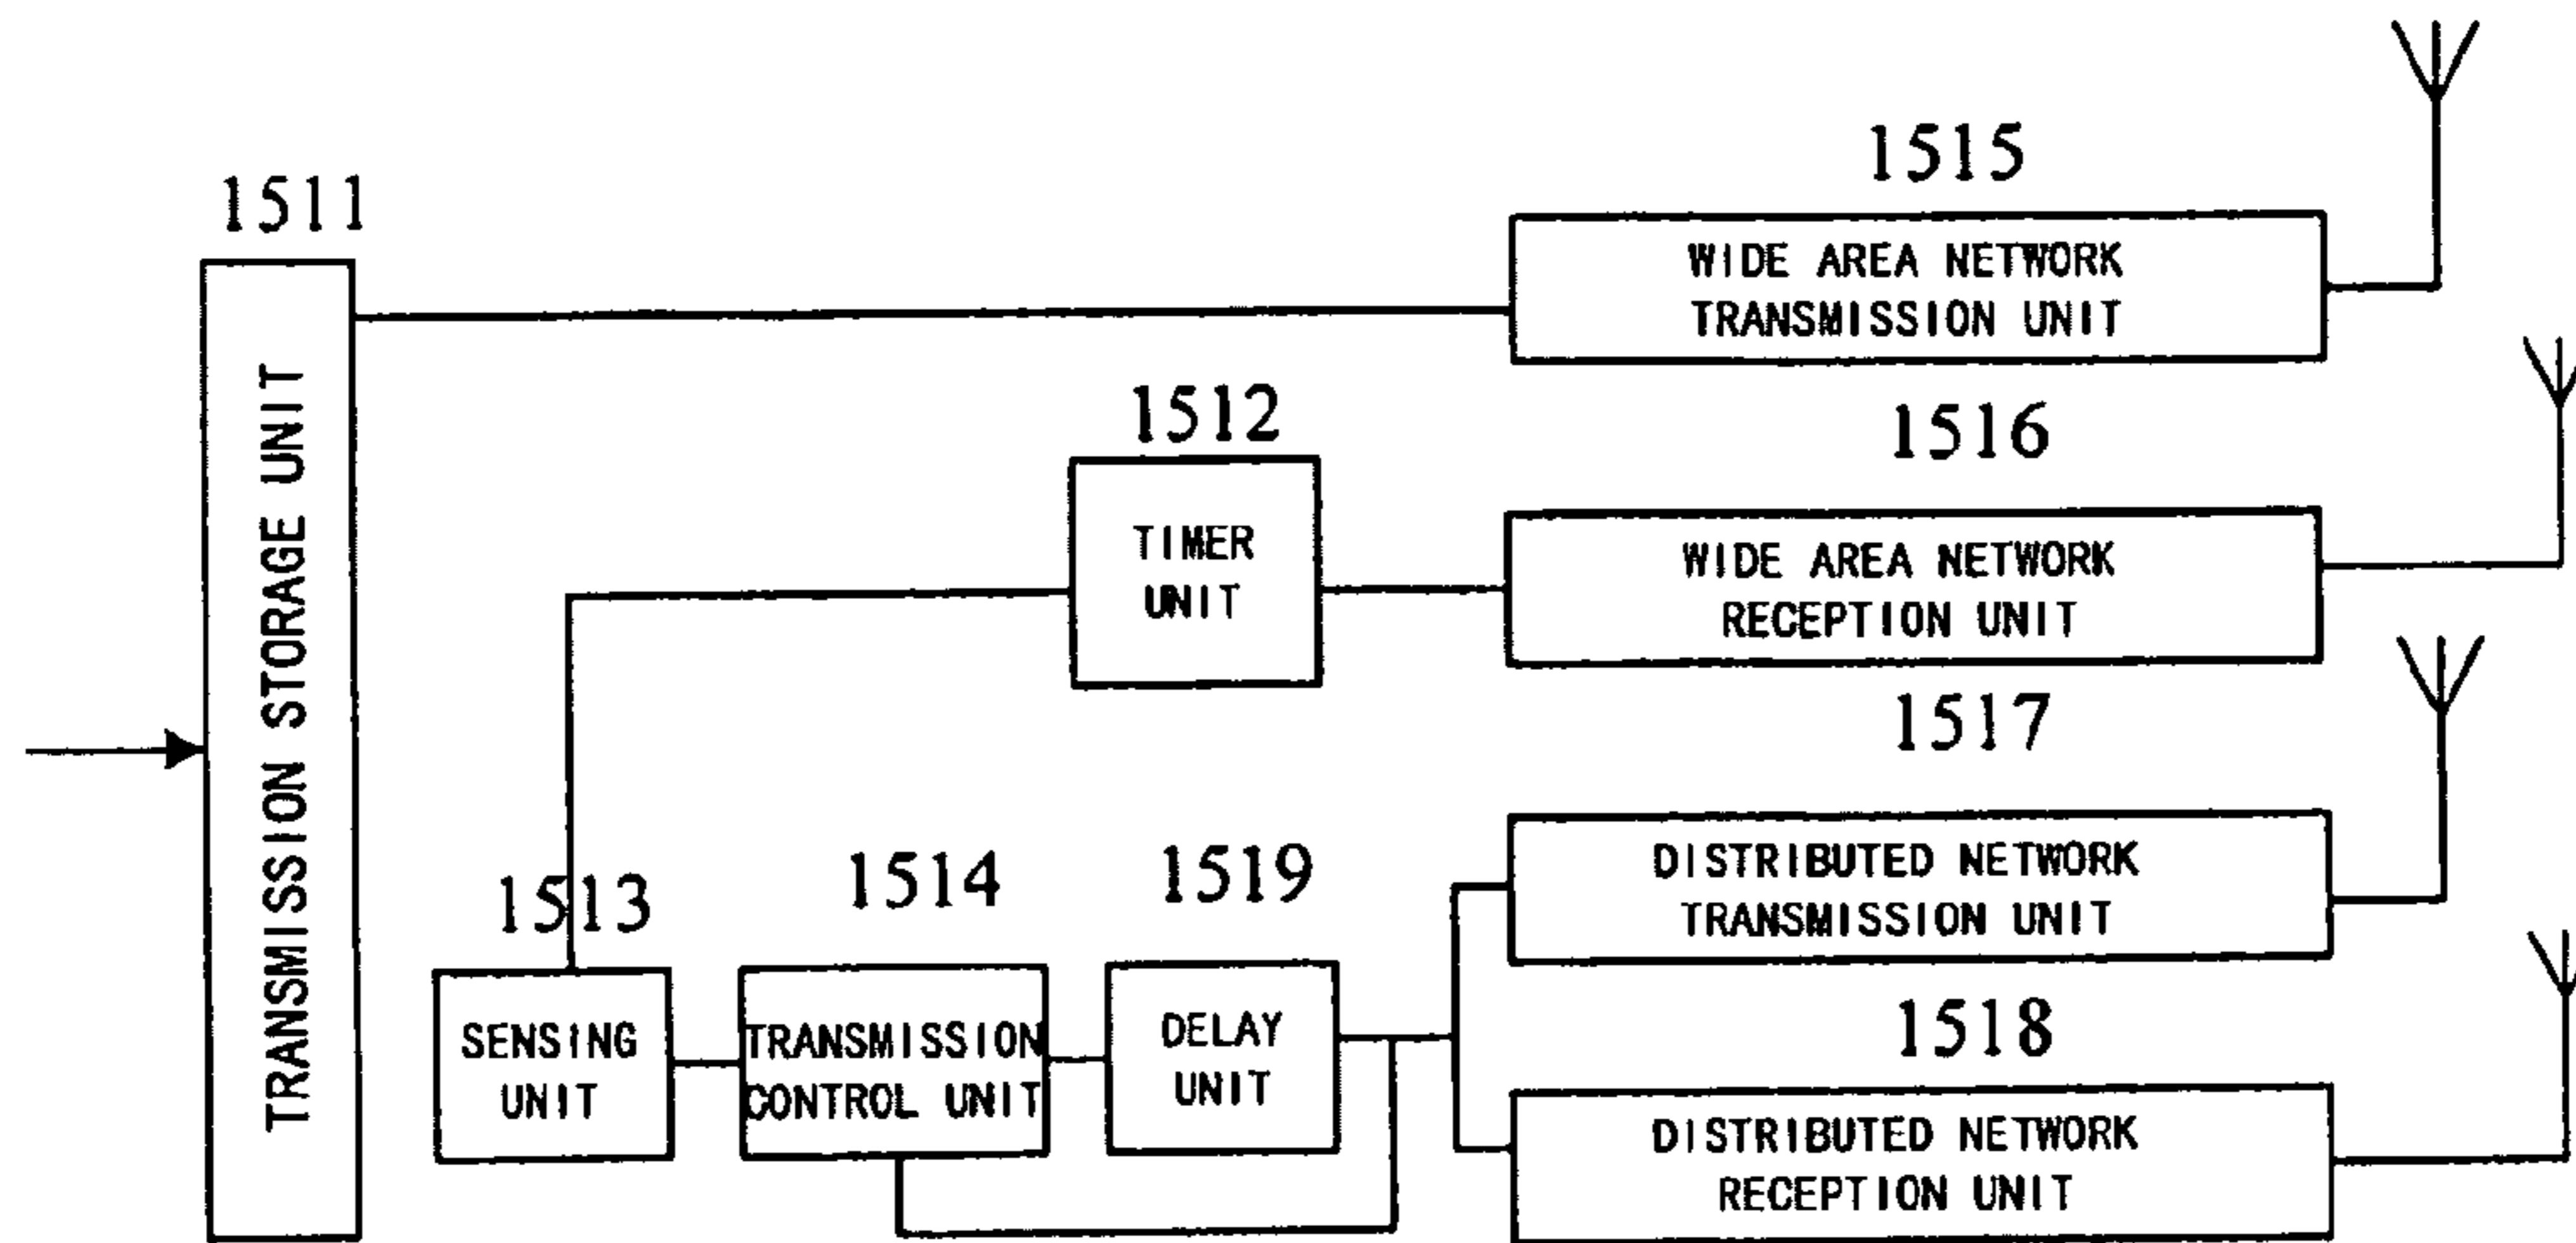 1515
1511
WIDE AREA NETWORK
TRANSMISSION UNIT
TRANSMISSION STORAGE UNIT
1512
1516
TIMER
UNIT
WIDE AREA NETWORK
RECEPTION UNIT
1517
1513
1514
1519
DISTRIBUTED NETWORK
TRANSMISSION UNIT
SENSING
UNIT
TRANSMISSION
CONTROL UNIT
DELAY
UNIT
1518
DISTRIBUTED NETWORK
RECEPTION UNIT